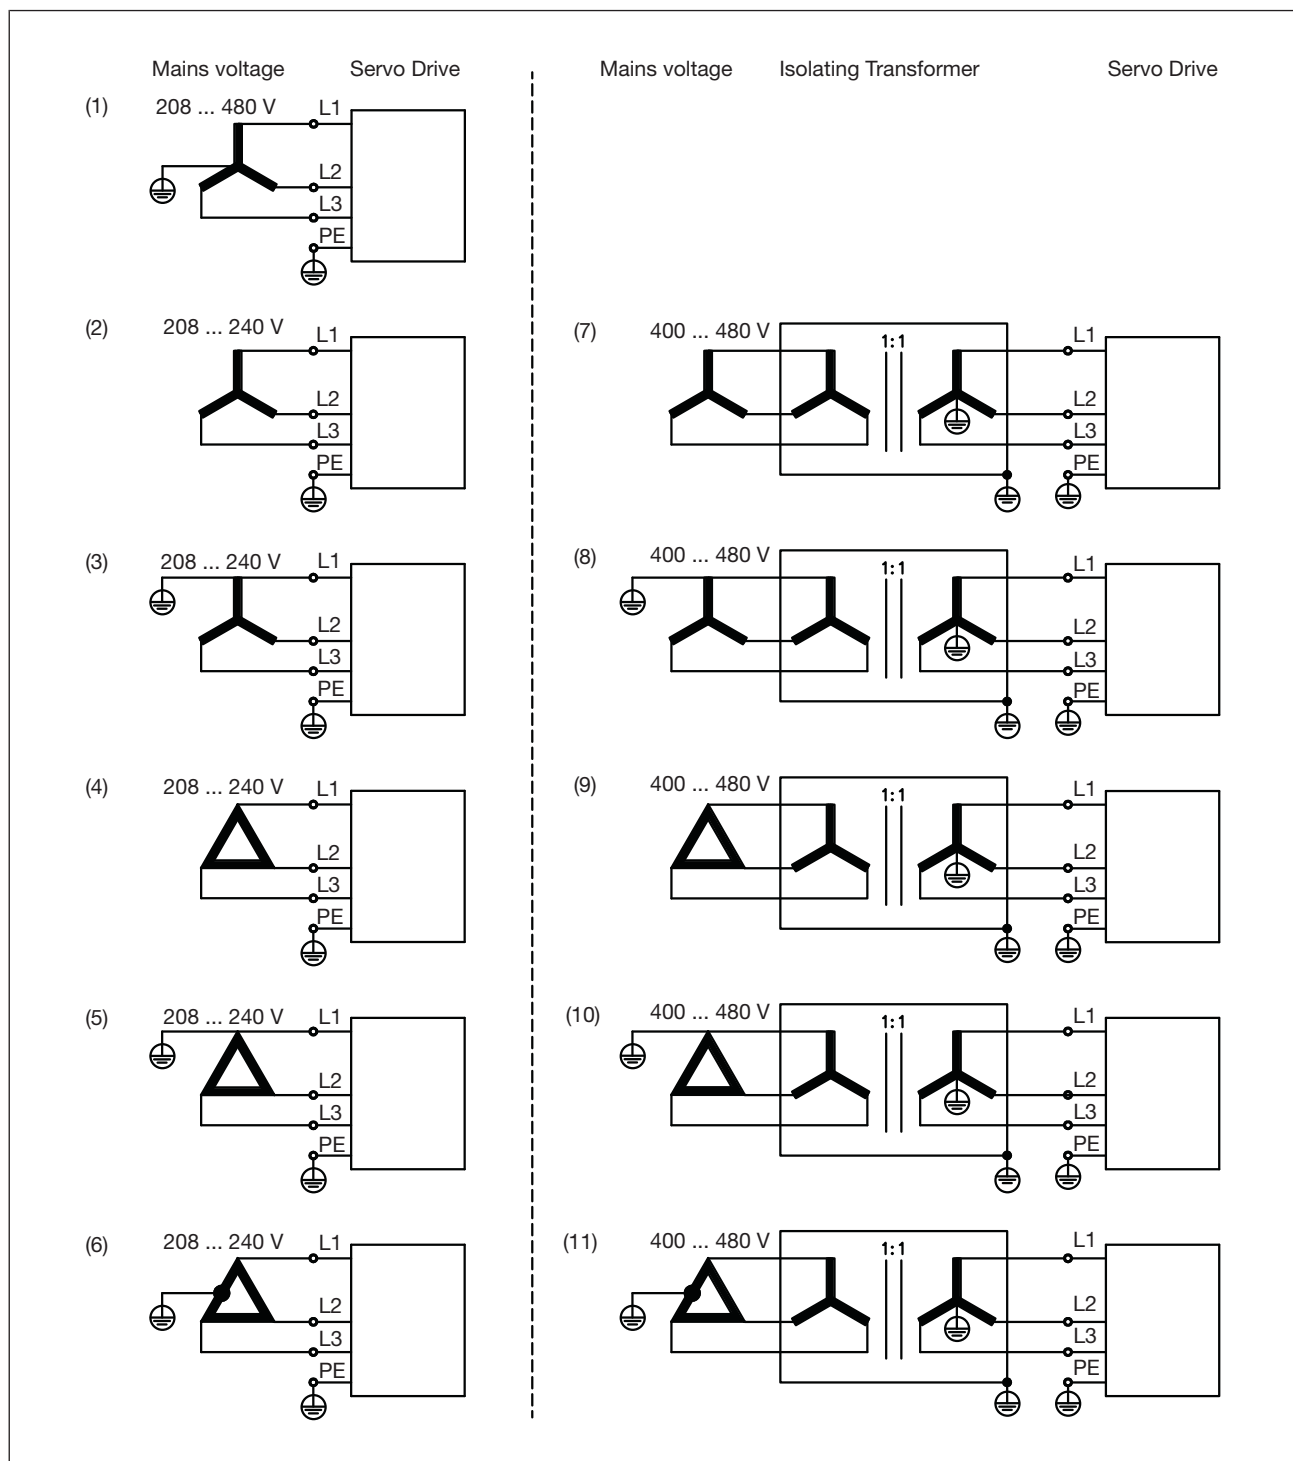 Mains voltage Servo Drive Mains voltage Isolating Transformer Servo Drive
(1) 208 ... 480 V L1
L2
L3
PE
(2) 208 ... 240 V L1
L2
L3
PE
(7) 400 ... 480 V 1:1 L1
L2
L3
PE
(3) 208 ... 240 V L1
L2
L3
PE
(8) 400 ... 480 V 1:1 L1
L2
L3
PE
(4) 208 ... 240 V L1
L2
L3
PE
(9) 400 ... 480 V 1:1 L1
L2
L3
PE
(5) 208 ... 240 V L1
L2
L3
PE
(10) 400 ... 480 V 1:1 L1
L2
L3
PE
(6) 208 ... 240 V L1
L2
L3
PE
(11) 400 ... 480 V 1:1 L1
L2
L3
PE